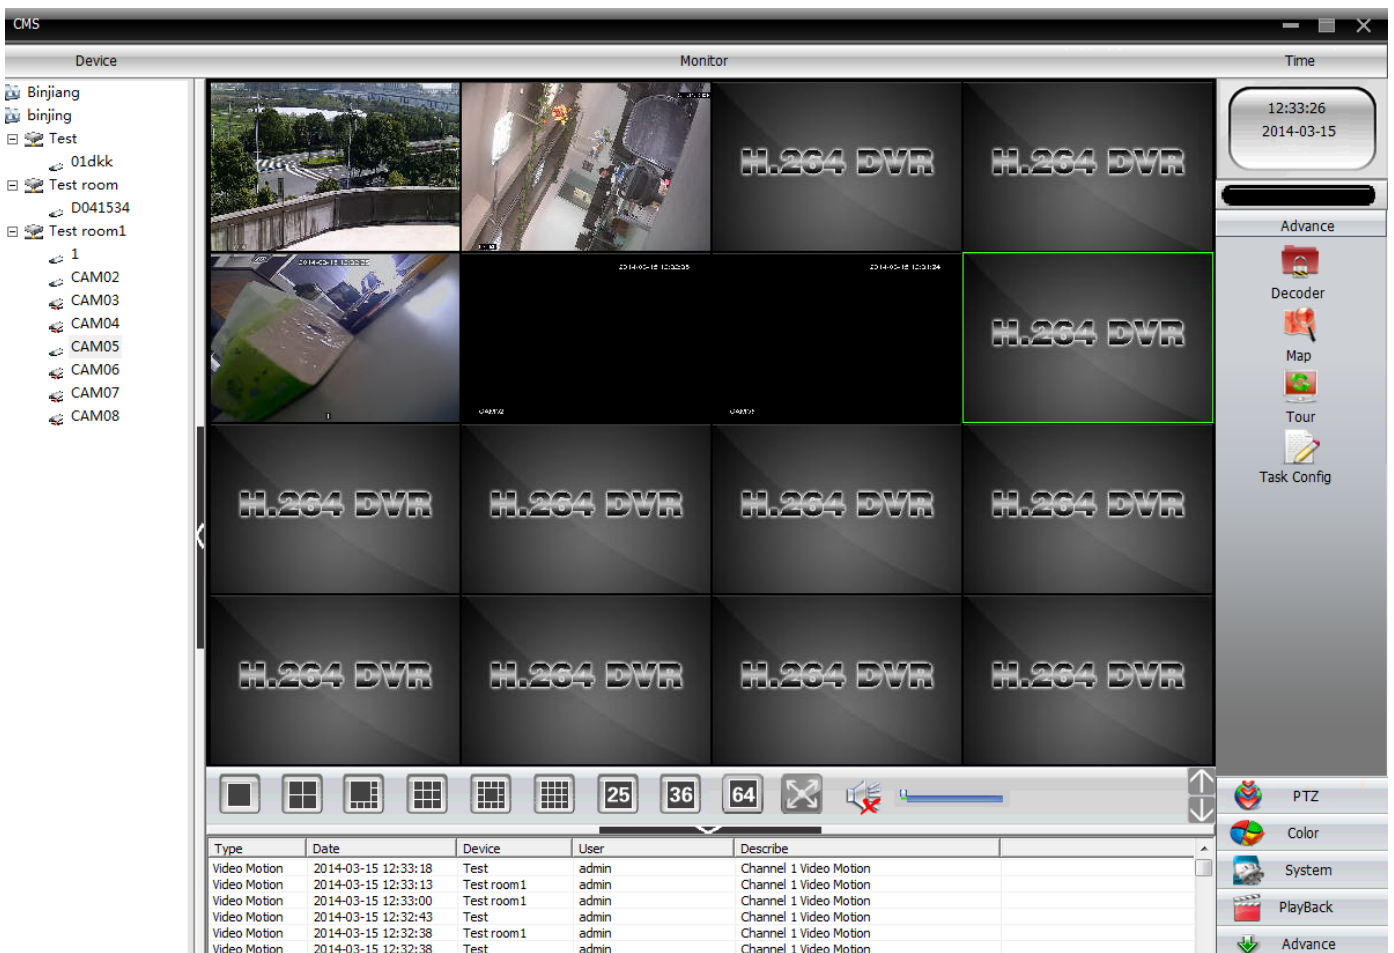 CMS
Device Monitor Time
Binjiang
binjing
Test
01dkk
Test room
D041534
Test room1
1
CAM02
CAM03
CAM04
CAM05
CAM06
CAM07
CAM08
H.264 DVR H.264 DVR
2014-03-15 12:32:35
H.264 DVR
CAM02
1
H.264 DVR H.264 DVR H.264 DVR H.264 DVR
H.264 DVR H.264 DVR H.264 DVR H.264 DVR
12:33:26
2014-03-15
Advance
Decoder
Map
Tour
Task Config
25 36 64
PTZ
Color
System
PlayBack
Advance
Type Date Device User Describe
Video Motion 2014-03-15 12:33:18 Test admin Channel 1 Video Motion
Video Motion 2014-03-15 12:33:13 Test room1 admin Channel 1 Video Motion
Video Motion 2014-03-15 12:33:00 Test room1 admin Channel 1 Video Motion
Video Motion 2014-03-15 12:32:43 Test admin Channel 1 Video Motion
Video Motion 2014-03-15 12:32:38 Test room1 admin Channel 1 Video Motion
Video Motion 2014-03-15 12:32:38 Test admin Channel 1 Video Motion